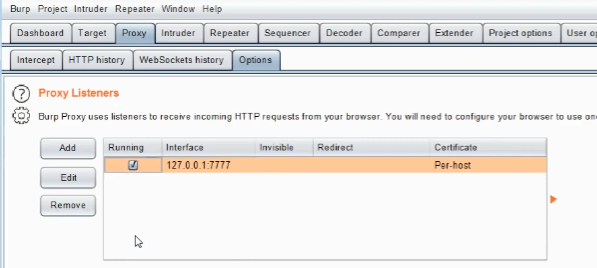 Burp Project Intruder Repeater Window Help
Dashboard Target Proxy Intruder Repeater Sequencer Decoder Comparer Extender Project options User op
Intercept HTTP history WebSockets history Options
? Proxy Listeners
Burp Proxy uses listeners to receive incoming HTTP requests from your browser. You will need to configure your browser to use one
Add Running Interface Invisible Redirect Certificate
127.0.0.1:7777 Per-host
Edit
Remove